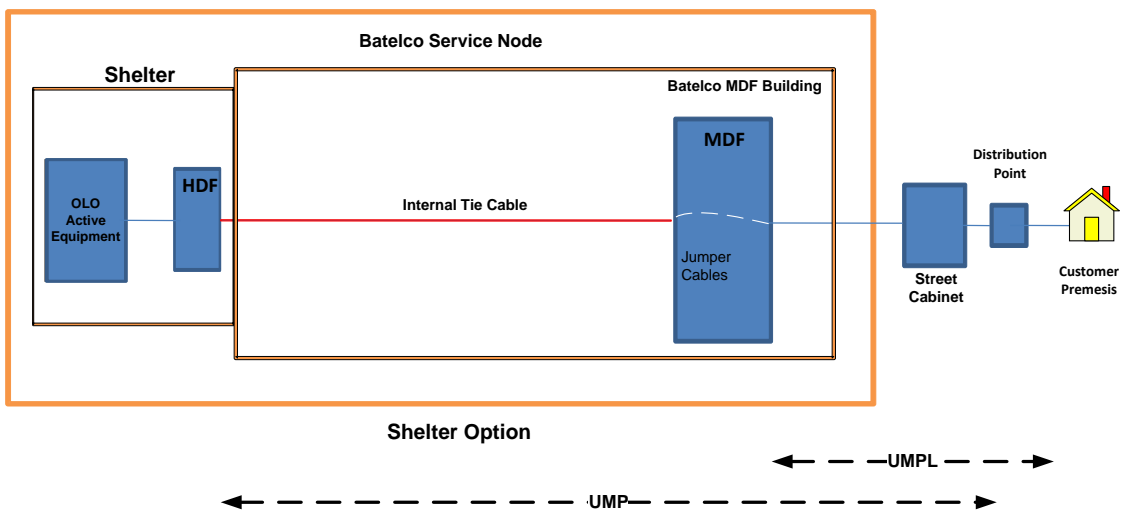 Batelco Service Node
Shelter
Batelco MDF Building
MDF
HDF
OLO
Active
Equipment
Internal Tie Cable
Jumper
Cables
Distribution
Point
Street
Cabinet
Customer
Premesis
Shelter Option
UMPL
UMP